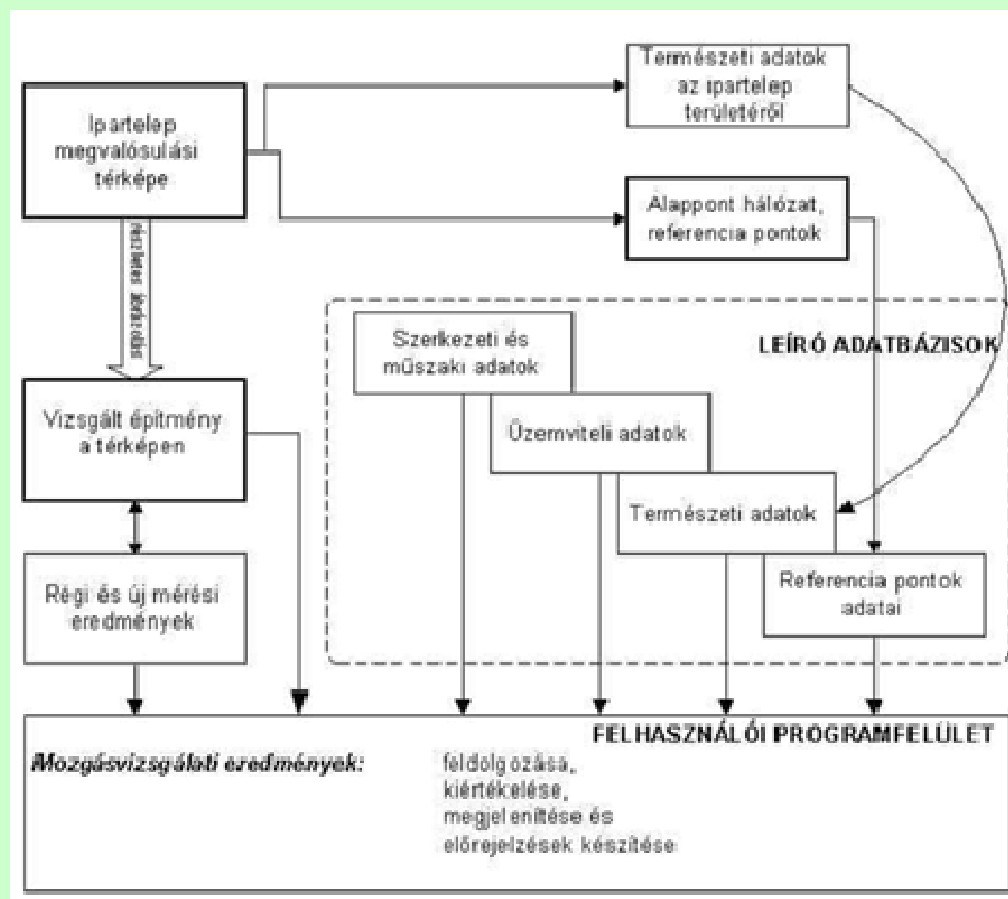 Természeti adatok
az ipartelep
területéről
Ipartelep
megvalósulási
térképe
Alappont hálózat,
referencia pontok
részletes
LEÍRÓ ADATBÁZISOK
Szerkezeti és
műszaki adatok
Üzemviteli adatok
Természeti adatok
Referencia pontok
adatai
Vizsgált építmény
a térképen
Régi és új mérési
eredmények
FELHASZNÁLÓI PROGRAMFELÜLET
Mozgásvizsgálati eredmények:
feldolgozása,
kiértékelése,
megjelenítése és
előrejelzések készítése